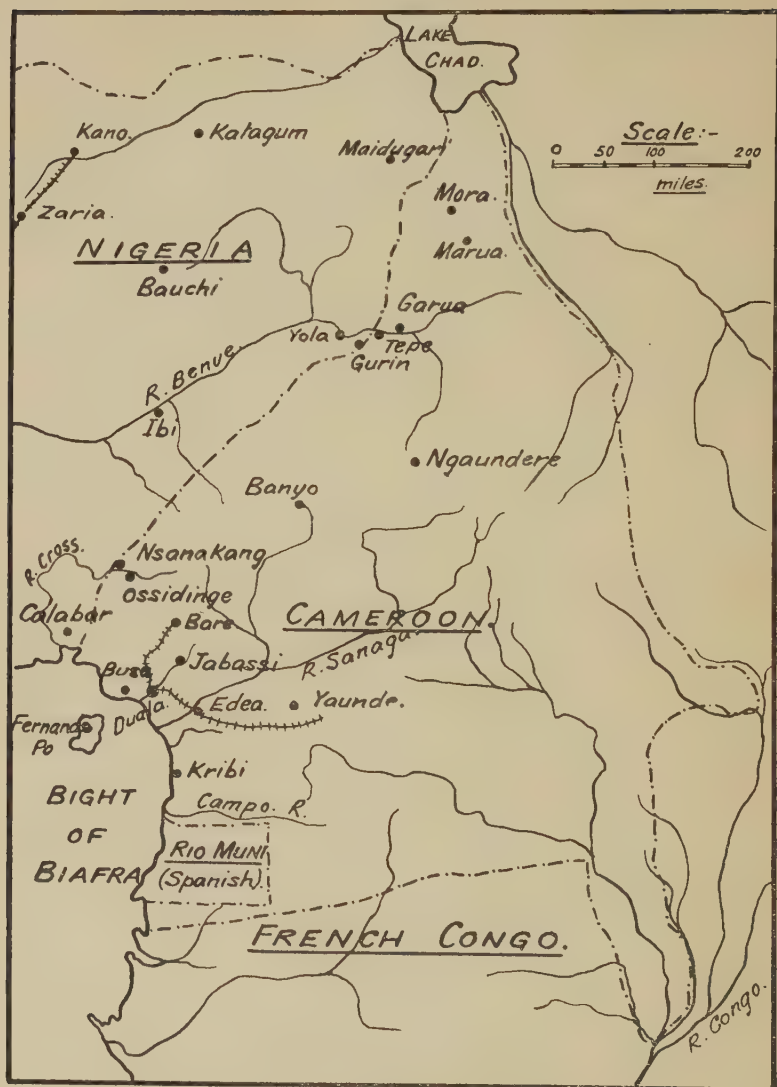 LAKE
CHAD.
Kano.
Katagum
Scale:-
0 50 100 200
miles.
Maidugari
Mora.
Zaria.
NIGERIA
Marua.
Bauchi
Garua
Yola
Tepe
Gurin
R. Benue.
Ibi
Ngaundere
Banyo
R. Cross.
Nsanakang
Ossidinge
CAMEROON.
Calabar
Bare
Jabassi
R. Sanaga
Buea
Duala.
Edea.
Yaunde.
Fernando
Po
Kribi
BIGHT
OF
BIAFRA
Campo. R.
RIO MUNI
(Spanish).
FRENCH CONGO.
R. Congo.